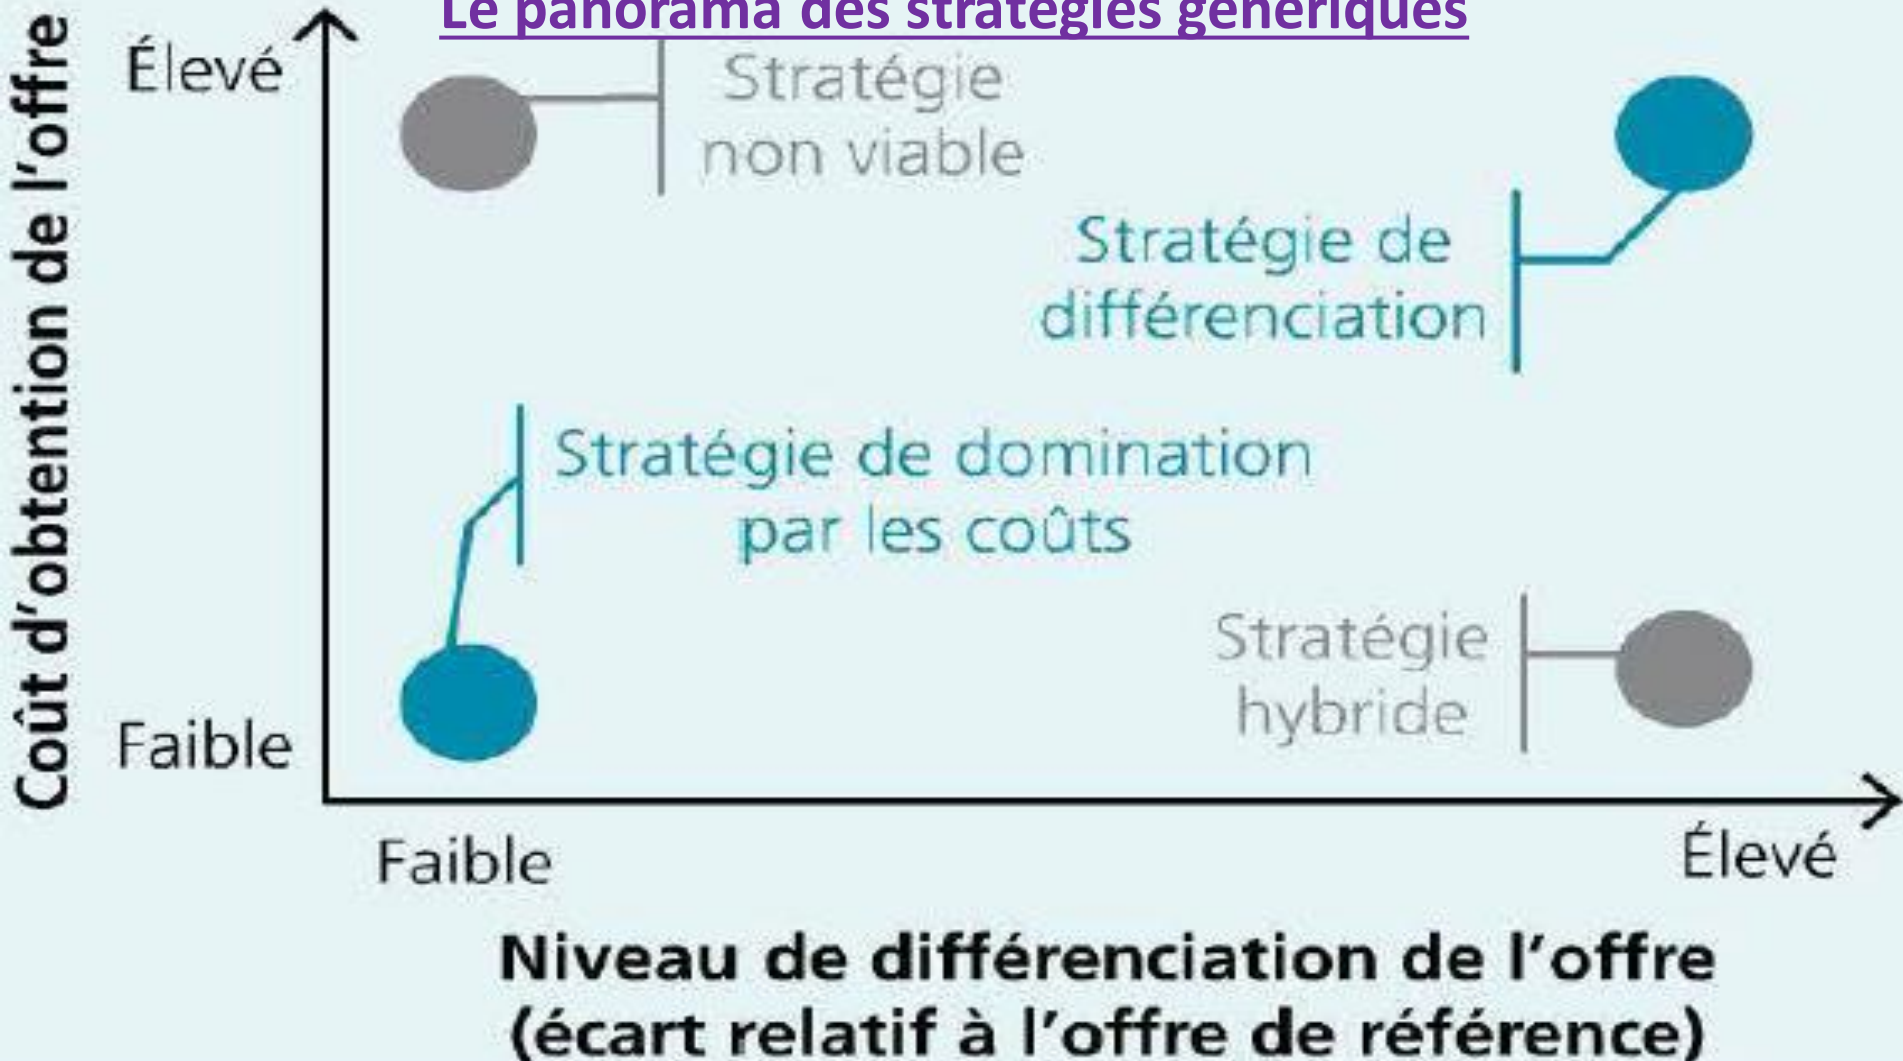 Le panorama des stratégies génériques
Coût d'obtention de l'offre
Élevé
Stratégie
non viable
Stratégie de
différenciation
Stratégie de domination
par les coûts
Stratégie
hybride
Faible
Faible
Élevé
Niveau de différenciation de l'offre
(écart relatif à l'offre de référence)